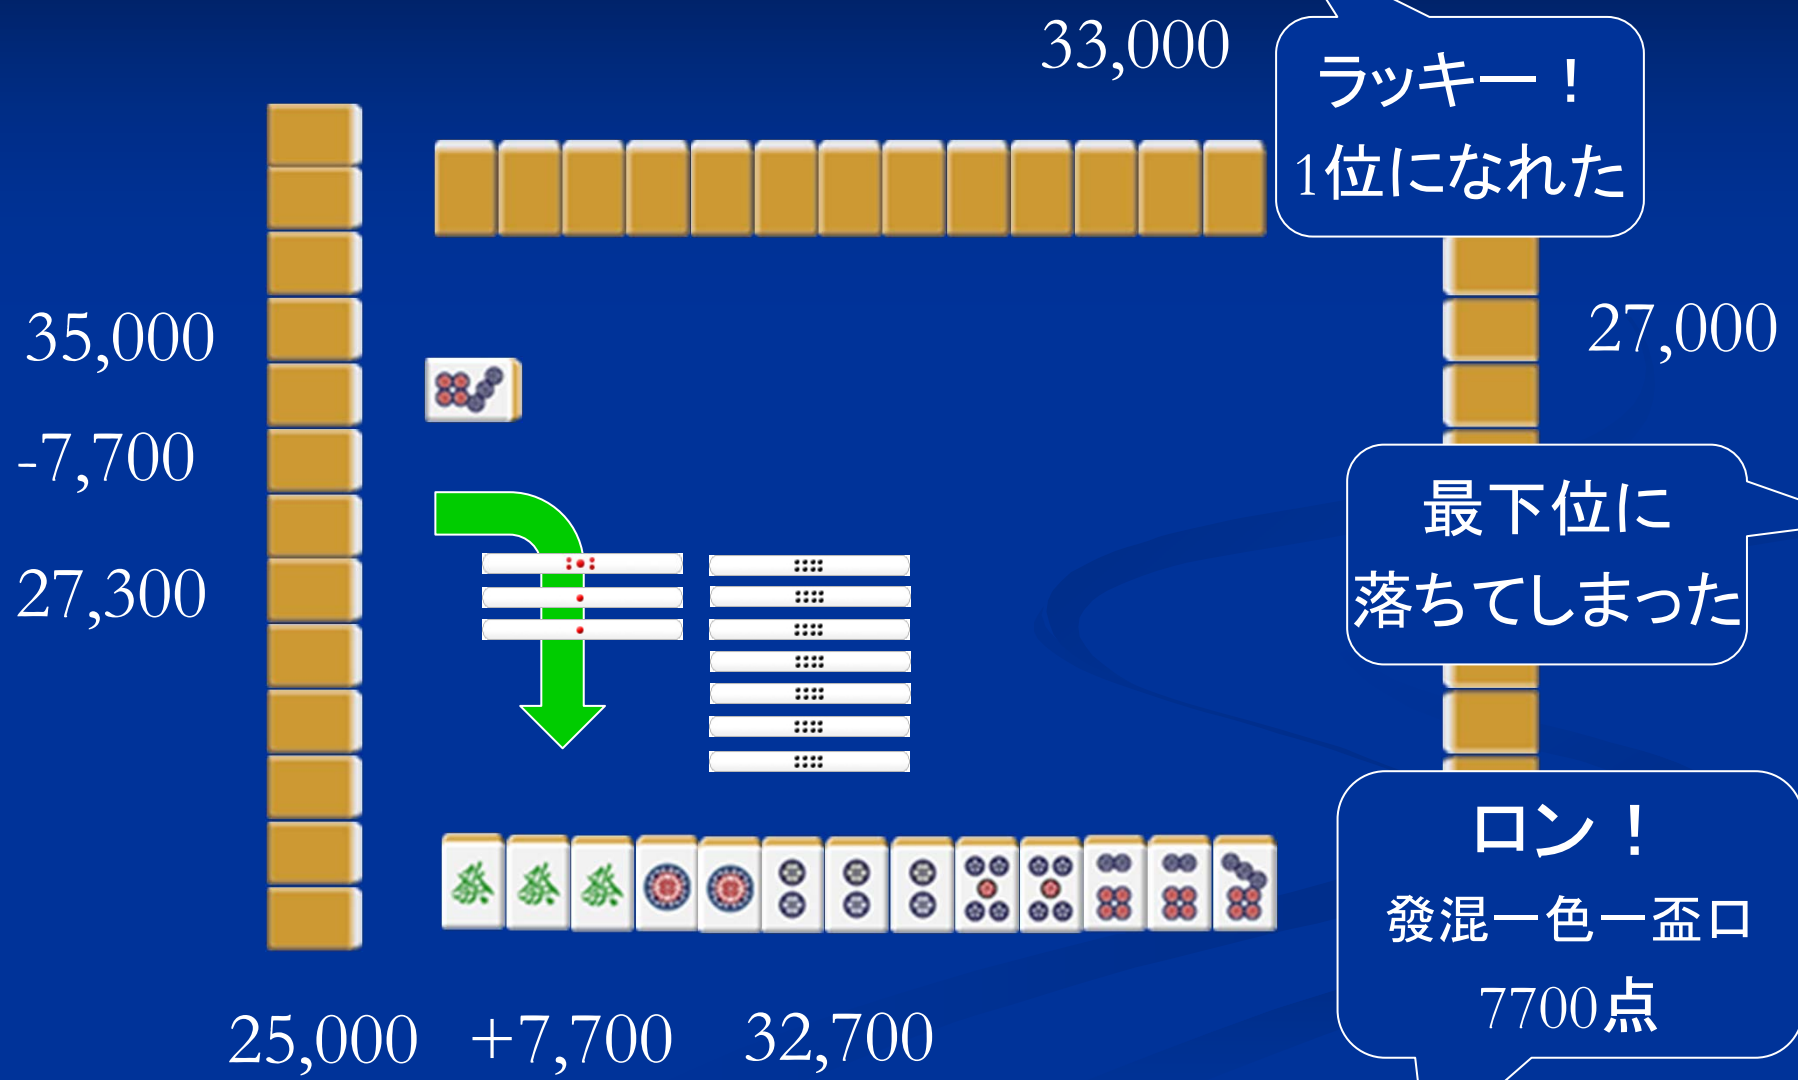 33,000
ラッキー！
1位になれた
35,000
-7,700
27,300
27,000
最下位に
落ちてしまった
ロン！
發混一色一盃口
7700点
25,000 +7,700 32,700